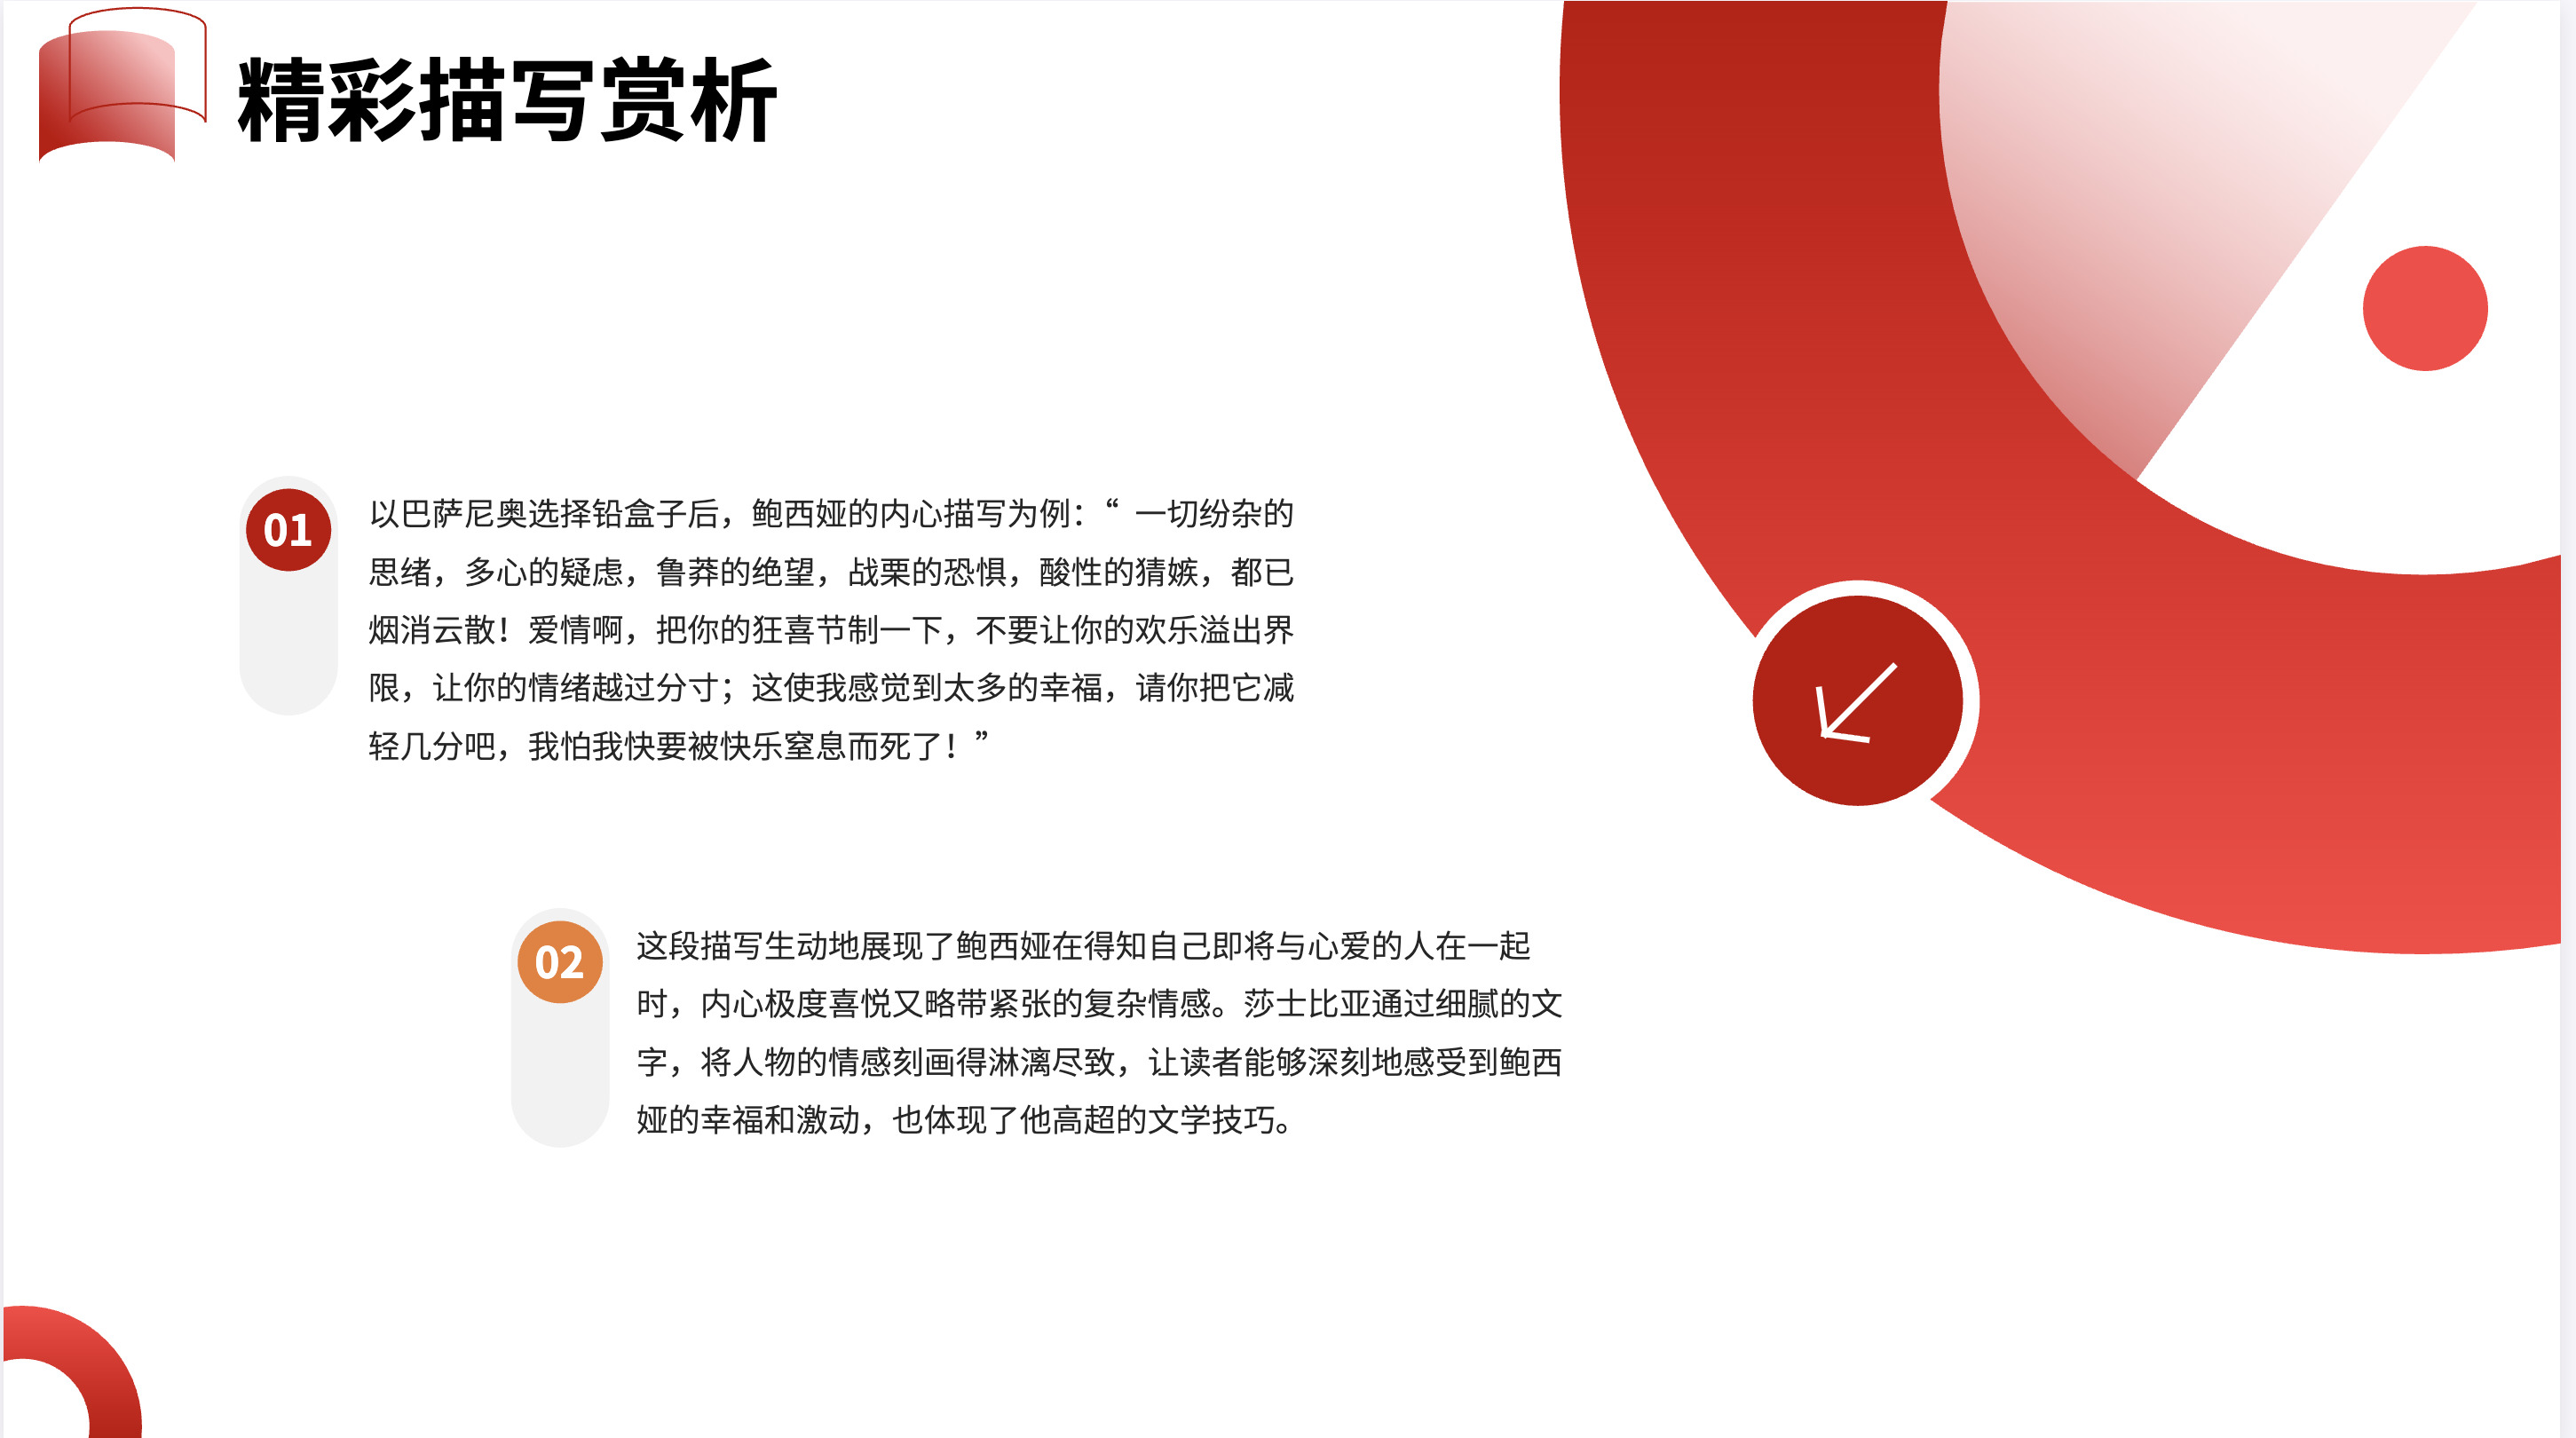 精彩描写赏析
01
以巴萨尼奥选择铅盒子后，鲍西娅的内心描写为例：“ 一切纷杂的
思绪，多心的疑虑，鲁莽的绝望，战栗的恐惧，酸性的猜嫉，都已
烟消云散！爱情啊，把你的狂喜节制一下，不要让你的欢乐溢出界
限，让你的情绪越过分寸；这使我感觉到太多的幸福，请你把它减
轻几分吧，我怕我快要被快乐窒息而死了！”
02
这段描写生动地展现了鲍西娅在得知自己即将与心爱的人在一起
时，内心极度喜悦又略带紧张的复杂情感。莎士比亚通过细腻的文
字，将人物的情感刻画得淋漓尽致，让读者能够深刻地感受到鲍西
娅的幸福和激动，也体现了他高超的文学技巧。